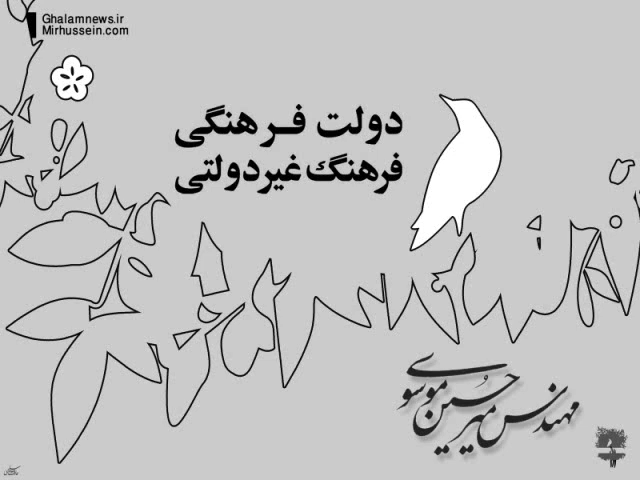 Ghalamnews.ir
Mirhussein.com
دولت فرهنگی
فرهنگ غیردولتی
مهندس میرحسین موسوی